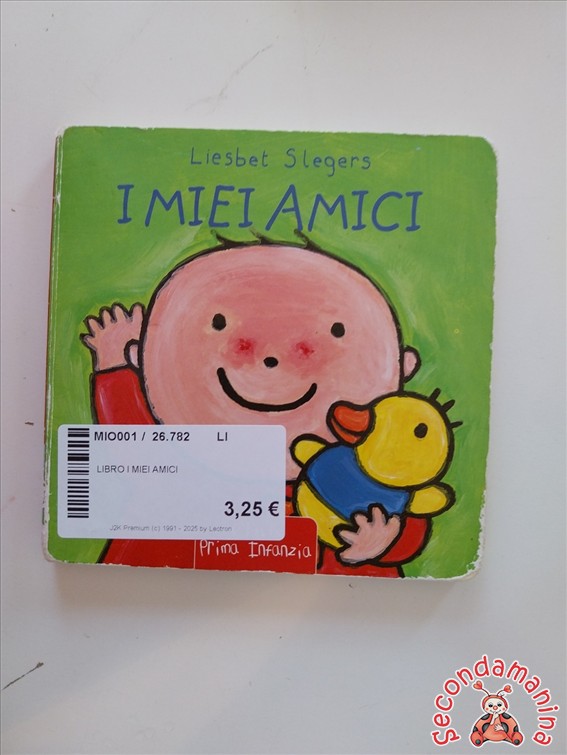 Liesbet Slegers
I MIEI AMICI
MIO001 / 26.782 LI
LIBRO I MIEI AMICI
3,25 €
J2K Premium (c) 1991 - 2025 by Lectron
Prima Infanzia
Secondamanina